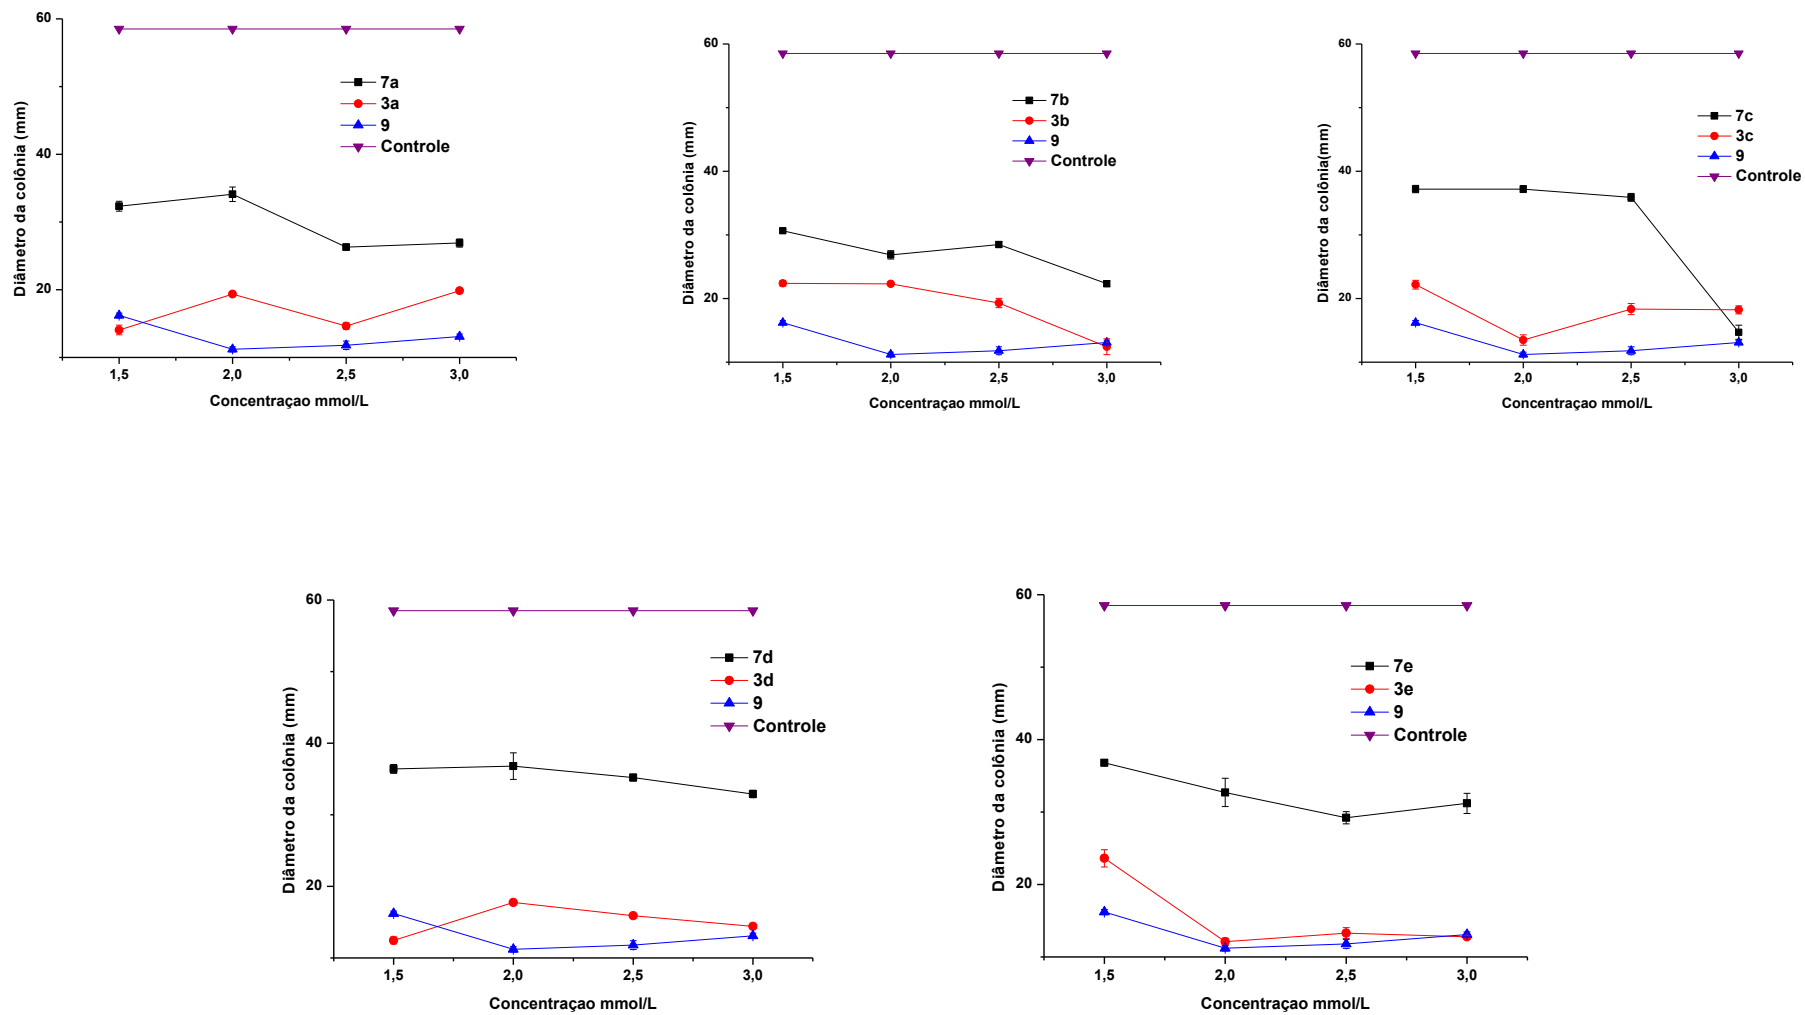 60
40
20
Diâmetro da colônia (mm)
7a
3a
9
Controle
1,5
2,0
2,5
3,0
Concentraçao mmol/L
60
40
20
Diâmetro da colônia (mm)
7b
3b
9
Controle
1,5
2,0
2,5
3,0
Concentraçao mmol/L
60
40
20
Diâmetro da colônia(mm)
7c
3c
9
Controle
1,5
2,0
2,5
3,0
Concentraçao mmol/L
60
40
20
Diâmetro da colônia (mm)
7d
3d
9
Controle
1,5
2,0
2,5
3,0
Concentraçao mmol/L
60
40
20
Diâmetro da colônia (mm)
7e
3e
9
Controle
1,5
2,0
2,5
3,0
Concentraçao mmol/L